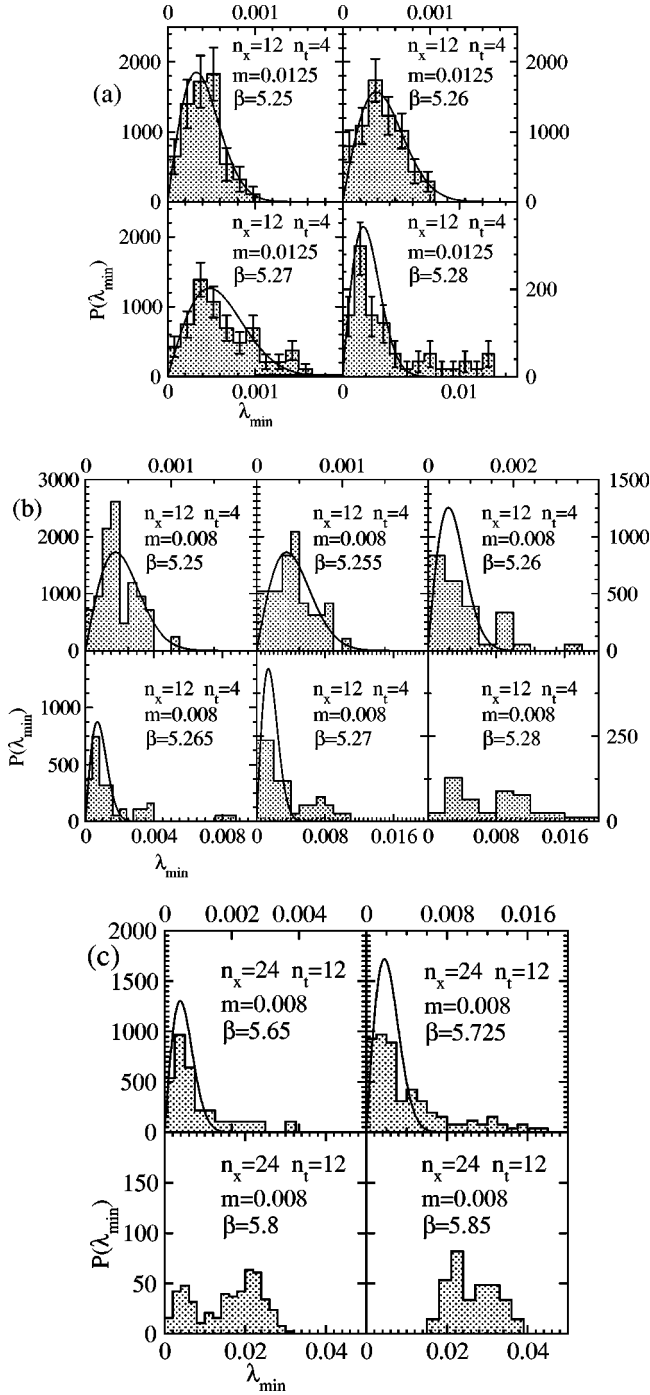 0 0.001 0 0.001
(a)
2000
1000
0
n_x=12 n_t=4
m=0.0125
β=5.25
n_x=12 n_t=4
m=0.0125
β=5.26
2000
1000
0
P(λ_min)
2000
1000
0
n_x=12 n_t=4
m=0.0125
β=5.27
n_x=12 n_t=4
m=0.0125
β=5.28
200
0
0 0.001 0 0.01
λ_min
0 0.001 0 0.001 0 0.002
(b)
3000
2000
1000
0
n_x=12 n_t=4
m=0.008
β=5.25
n_x=12 n_t=4
m=0.008
β=5.255
n_x=12 n_t=4
m=0.008
β=5.26
1500
1000
500
0
P(λ_min)
1000
500
0
n_x=12 n_t=4
m=0.008
β=5.265
n_x=12 n_t=4
m=0.008
β=5.27
n_x=12 n_t=4
m=0.008
β=5.28
250
0
0 0.004 0.008 0 0.008 0.016 0 0.008 0.016
λ_min
0 0.002 0.004 0 0.008 0.016
(c)
2000
1500
1000
500
0
n_x=24 n_t=12
m=0.008
β=5.65
n_x=24 n_t=12
m=0.008
β=5.725
P(λ_min)
150
100
50
0
n_x=24 n_t=12
m=0.008
β=5.8
n_x=24 n_t=12
m=0.008
β=5.85
0 0.02 0.04 0 0.02 0.04
λ_min